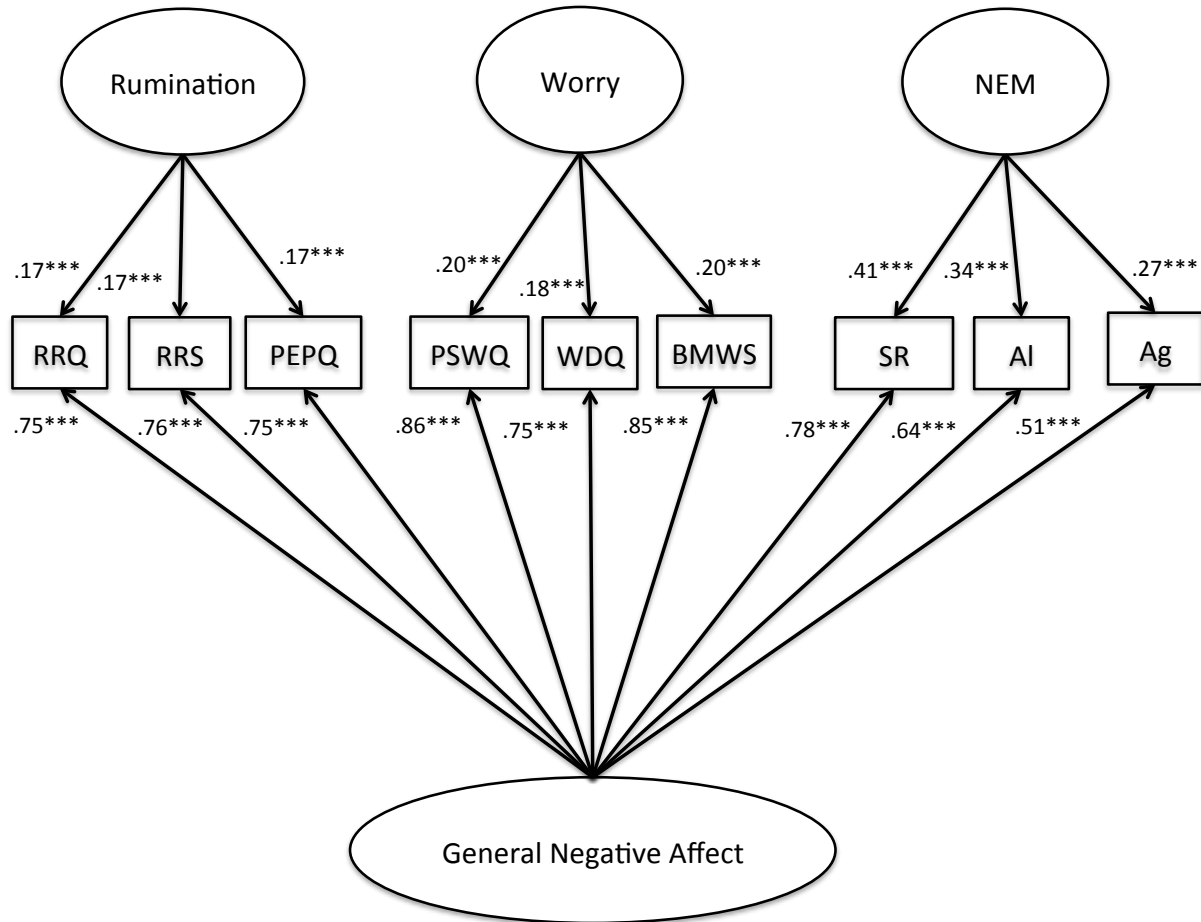 Rumination
Worry
NEM
.17***
.17***
.17***
.20***
.18***
.20***
.41***
.34***
.27***
RRQ
RRS
PEPQ
PSWQ
WDQ
BMWS
SR
Al
Ag
.75***
.76***
.75***
.86***
.75***
.85***
.78***
.64***
.51***
General Negative Affect